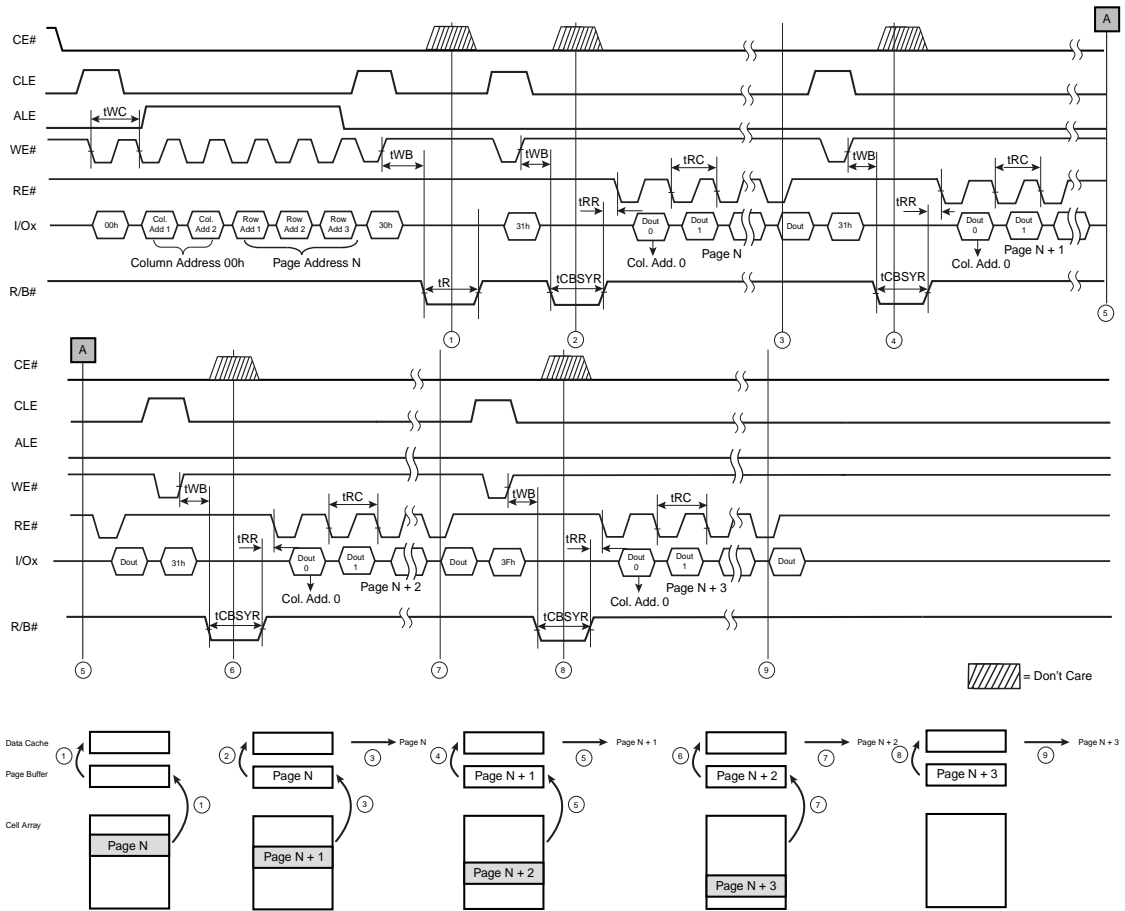 A
CE#
CLE
ALE
tWC
WE#
tWB
tWB
tRC
tWB
tRC
RE#
tRR
tRR
I/Ox
00h
Col. Add 1
Col. Add 2
Row Add 1
Row Add 2
Row Add 3
30h
31h
Dout 0
Dout 1
Dout
31h
Dout 0
Dout 1
Column Address 00h
Page Address N
Col. Add. 0
Page N
Col. Add. 0
Page N + 1
R/B#
tR
tCBSYR
tCBSYR
1
2
3
4
5
A
CE#
CLE
ALE
WE#
tWB
tRC
tWB
tRC
RE#
tRR
tRR
I/Ox
Dout
31h
Dout 0
Dout 1
Dout
3Fh
Dout 0
Dout 1
Dout
Col. Add. 0
Page N + 2
Col. Add. 0
Page N + 3
R/B#
tCBSYR
tCBSYR
5
6
7
8
9
= Don't Care
Data Cache
1
2
3
Page N
4
5
Page N + 1
6
7
Page N + 2
8
9
Page N + 3
Page Buffer
Page N
Page N + 1
Page N + 2
Page N + 3
1
3
5
7
Cell Array
Page N
Page N + 1
Page N + 2
Page N + 3